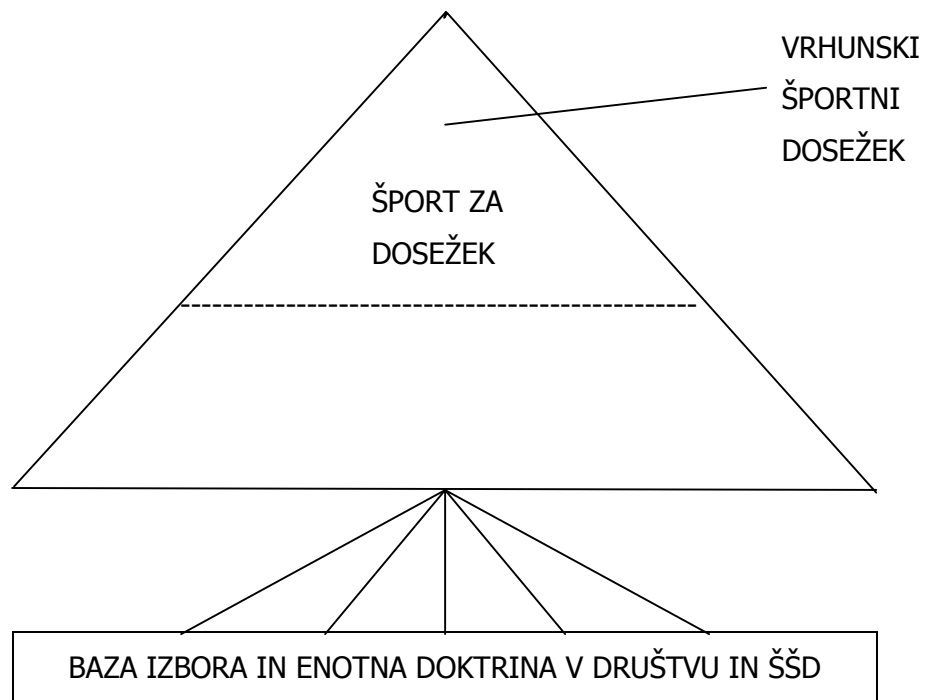 VRHUNSKI
ŠPORTNI
DOSEŽEK
ŠPORT ZA
DOSEŽEK
BAZA IZBORA IN ENOTNA DOKTRINA V DRUŠTVU IN ŠŠD